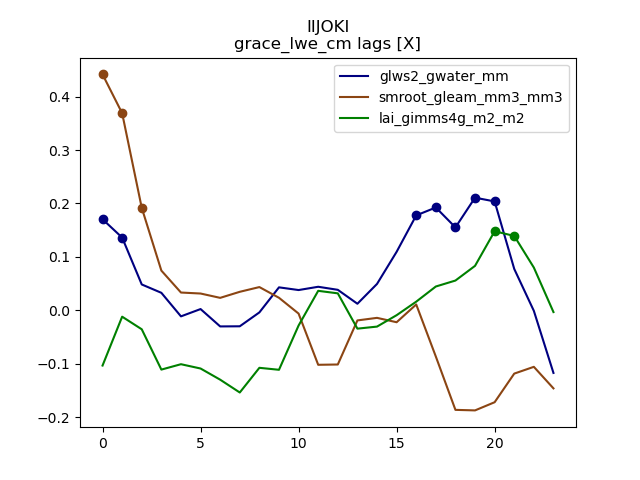 IIJOKI
grace_lwe_cm lags [X]
glws2_gwater_mm
smroot_gleam_mm3_mm3
lai_gimms4g_m2_m2
0.4
0.3
0.2
0.1
0.0
−0.1
−0.2
0 5 10 15 20